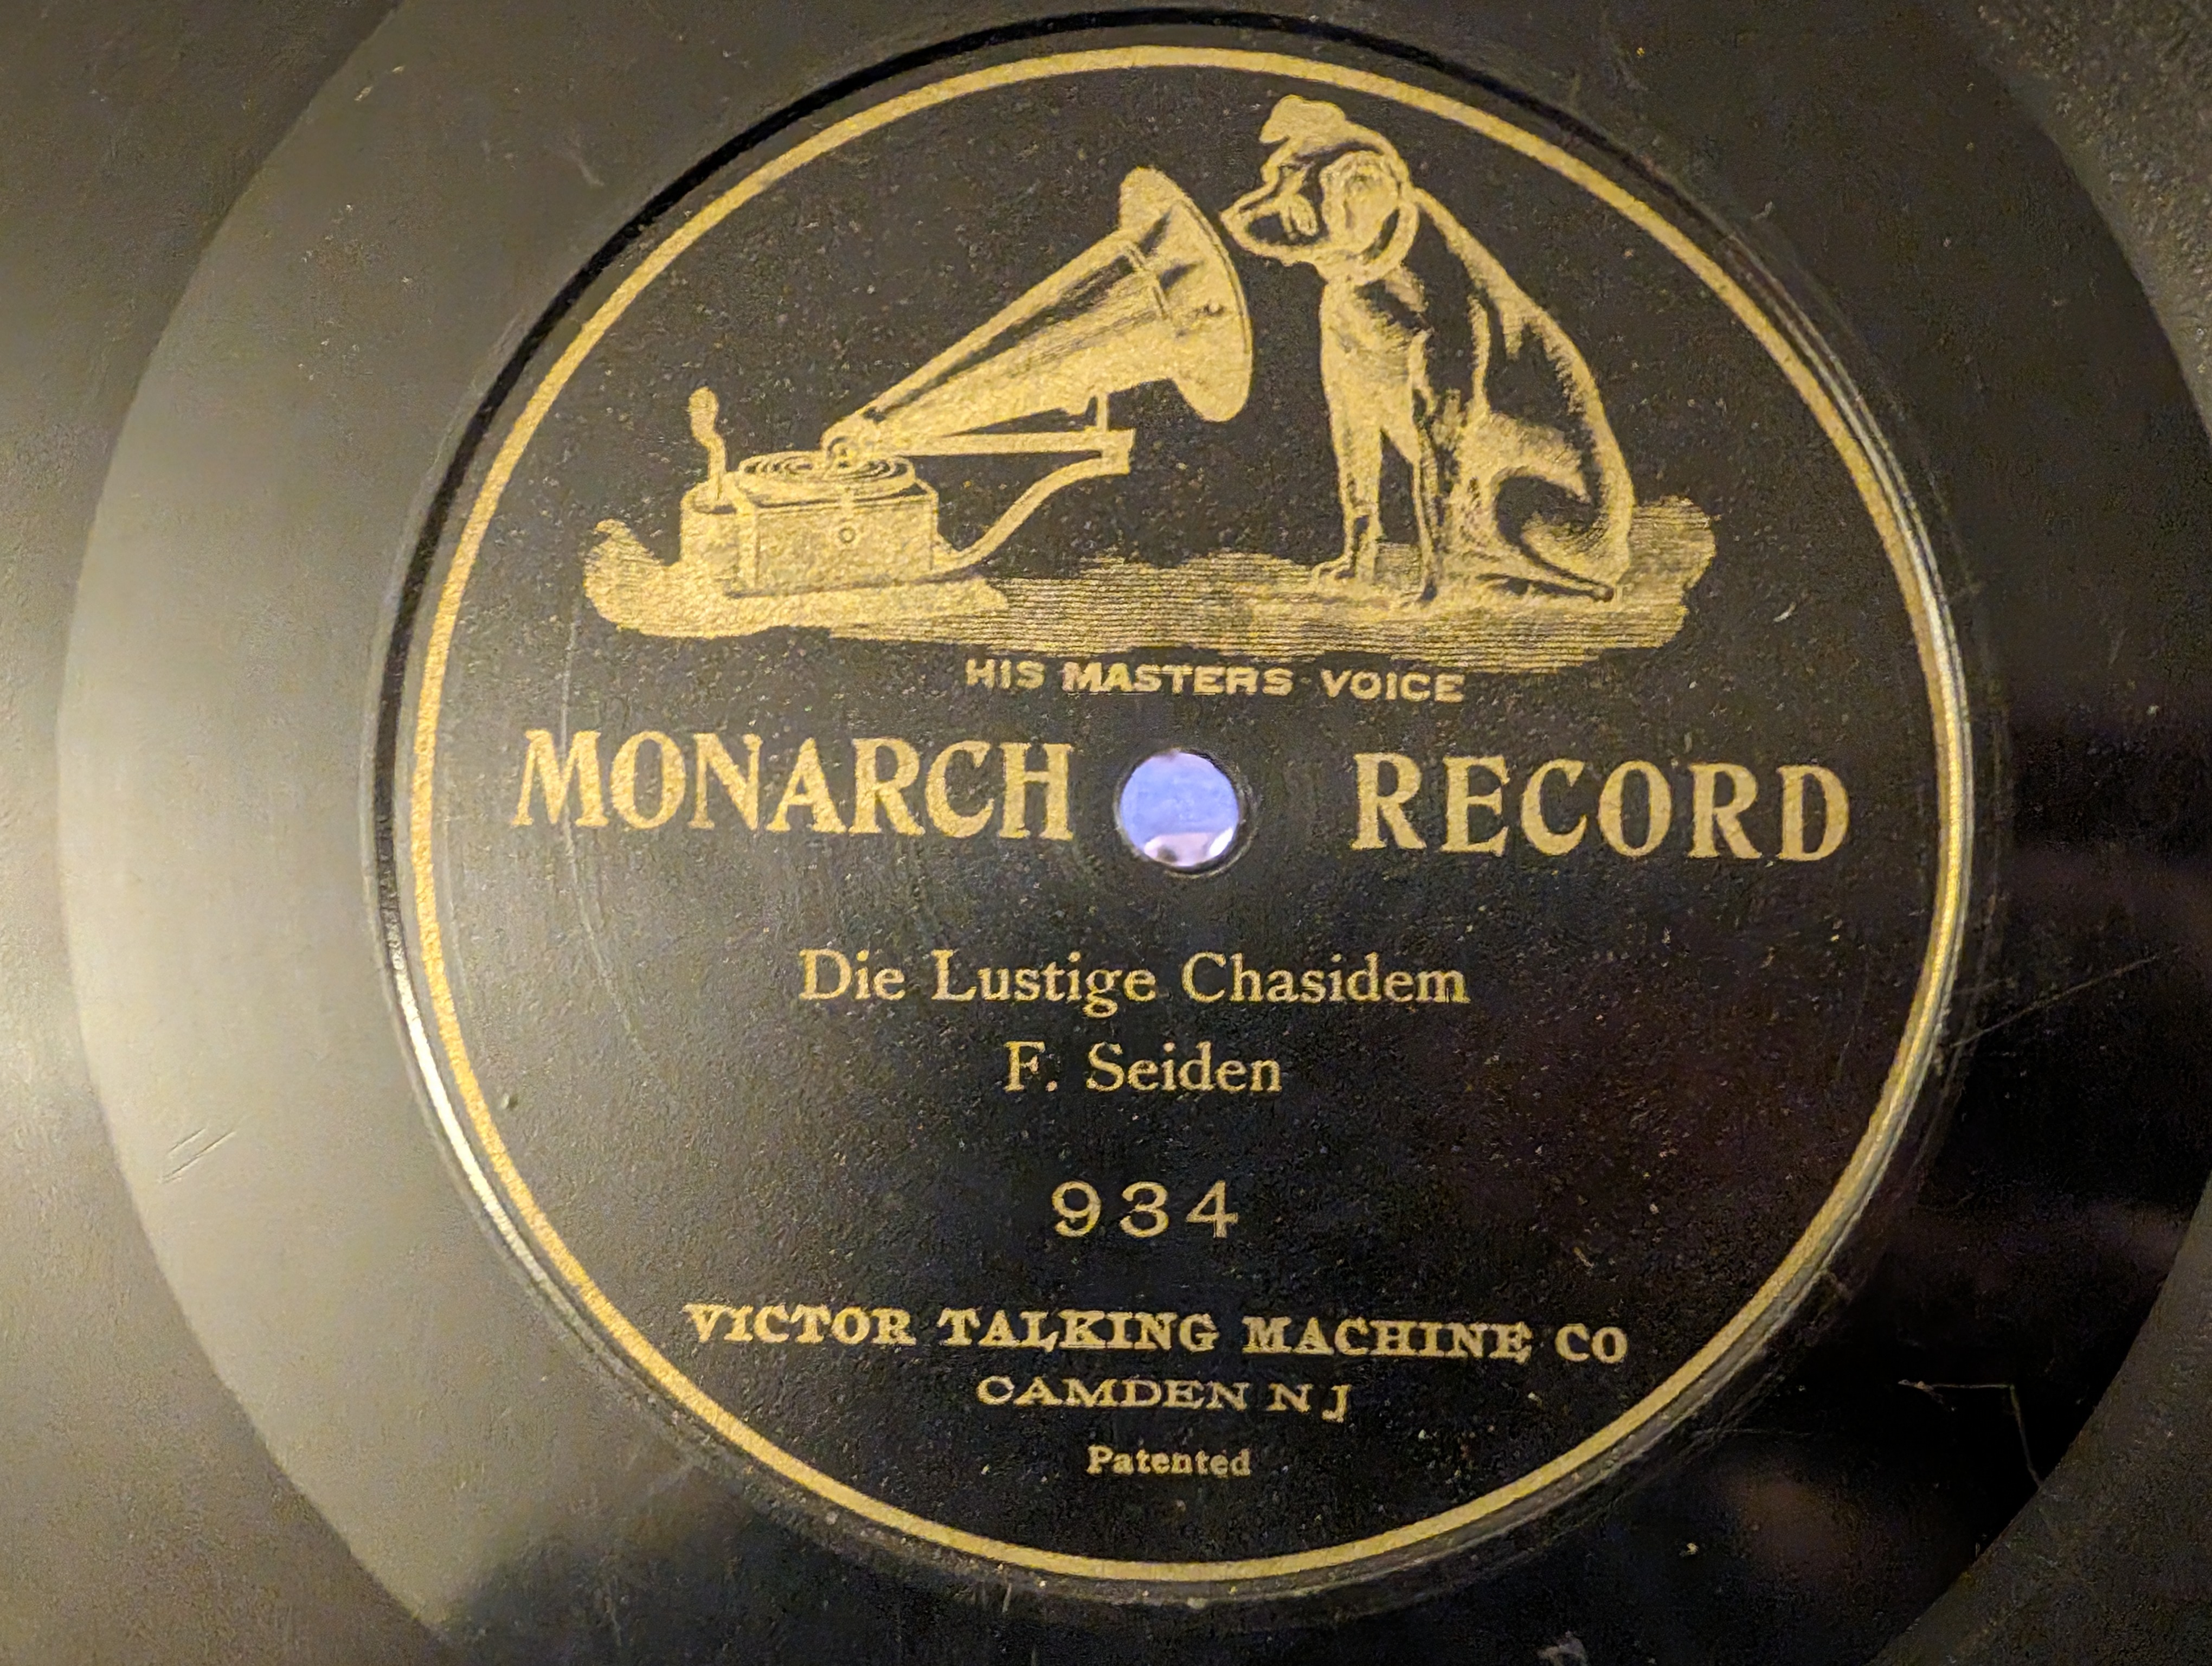 HIS MASTERS VOICE
MONARCH RECORD
Die Lustige Chasidem
F. Seiden
934
VICTOR TALKING MACHINE CO
CAMDEN N J
Patented